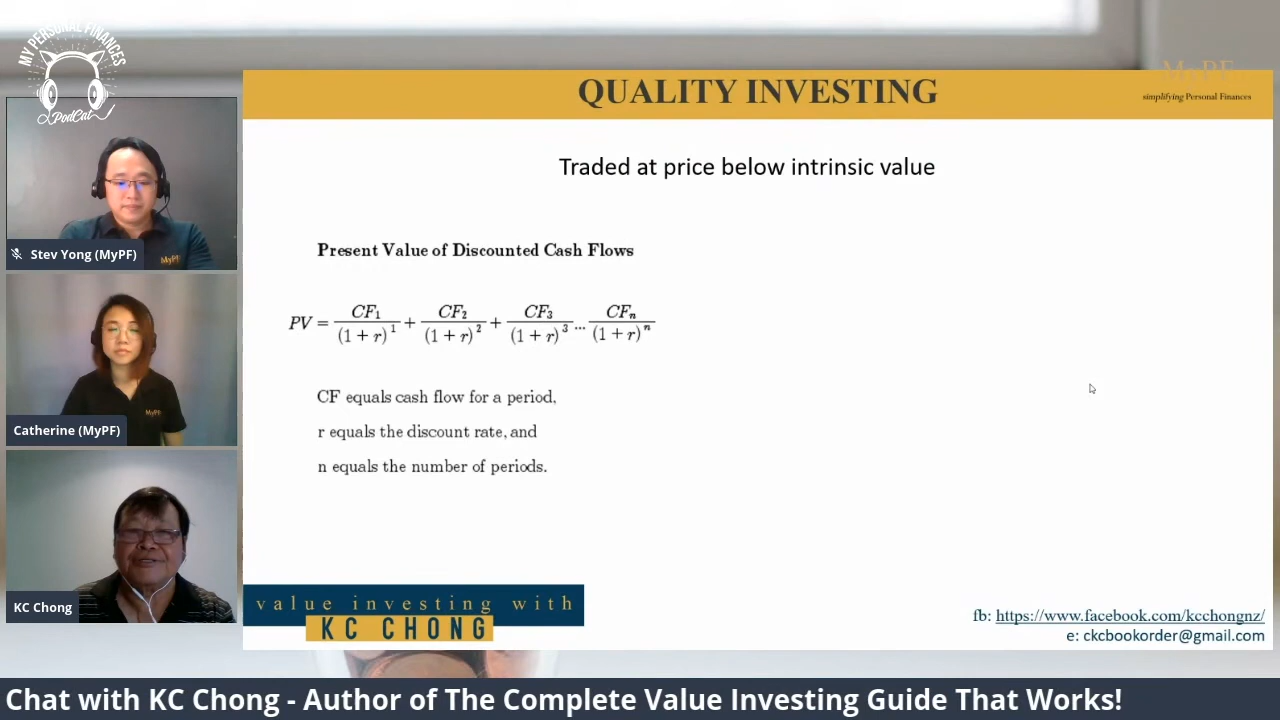 MY PERSONAL FINANCES
PodCat
Stev Yong (MyPF)
MyPF
Catherine (MyPF)
MyPF
KC Chong
QUALITY INVESTING
MyPF
simplifying Personal Finances
Traded at price below intrinsic value
Present Value of Discounted Cash Flows
PV = CF₁/(1 + r)¹ + CF₂/(1 + r)² + CF₃/(1 + r)³ ... CFₙ/(1 + r)ⁿ
CF equals cash flow for a period,
r equals the discount rate, and
n equals the number of periods.
value investing with
KC CHONG
fb: https://www.facebook.com/kcchongnz/
e: ckcbookorder@gmail.com
Chat with KC Chong - Author of The Complete Value Investing Guide That Works!